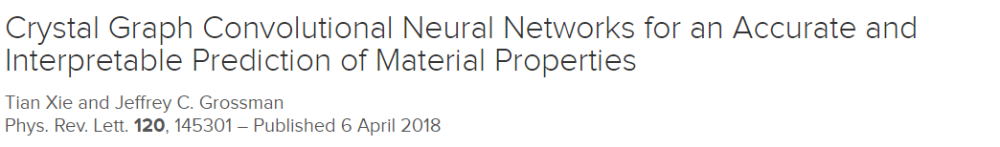 Crystal Graph Convolutional Neural Networks for an Accurate and
Interpretable Prediction of Material Properties
Tian Xie and Jeffrey C. Grossman
Phys. Rev. Lett. 120, 145301 – Published 6 April 2018